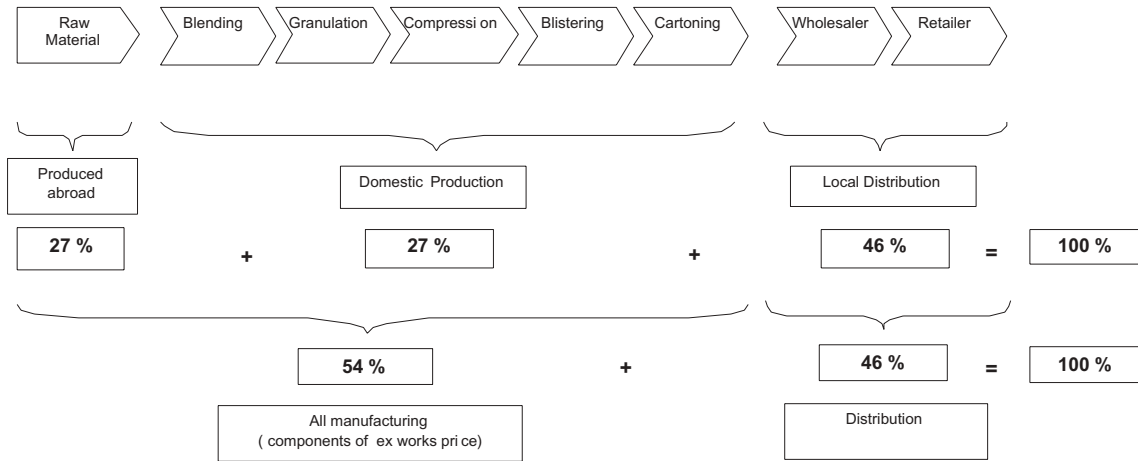 Raw
Material
Blending
Granulation
Compressi on
Blistering
Cartoning
Wholesaler
Retailer
Produced
abroad
Domestic Production
Local Distribution
27 %
+
27 %
+
46 %
=
100 %
54 %
+
46 %
=
100 %
All manufacturing
( components of ex works pri ce)
Distribution